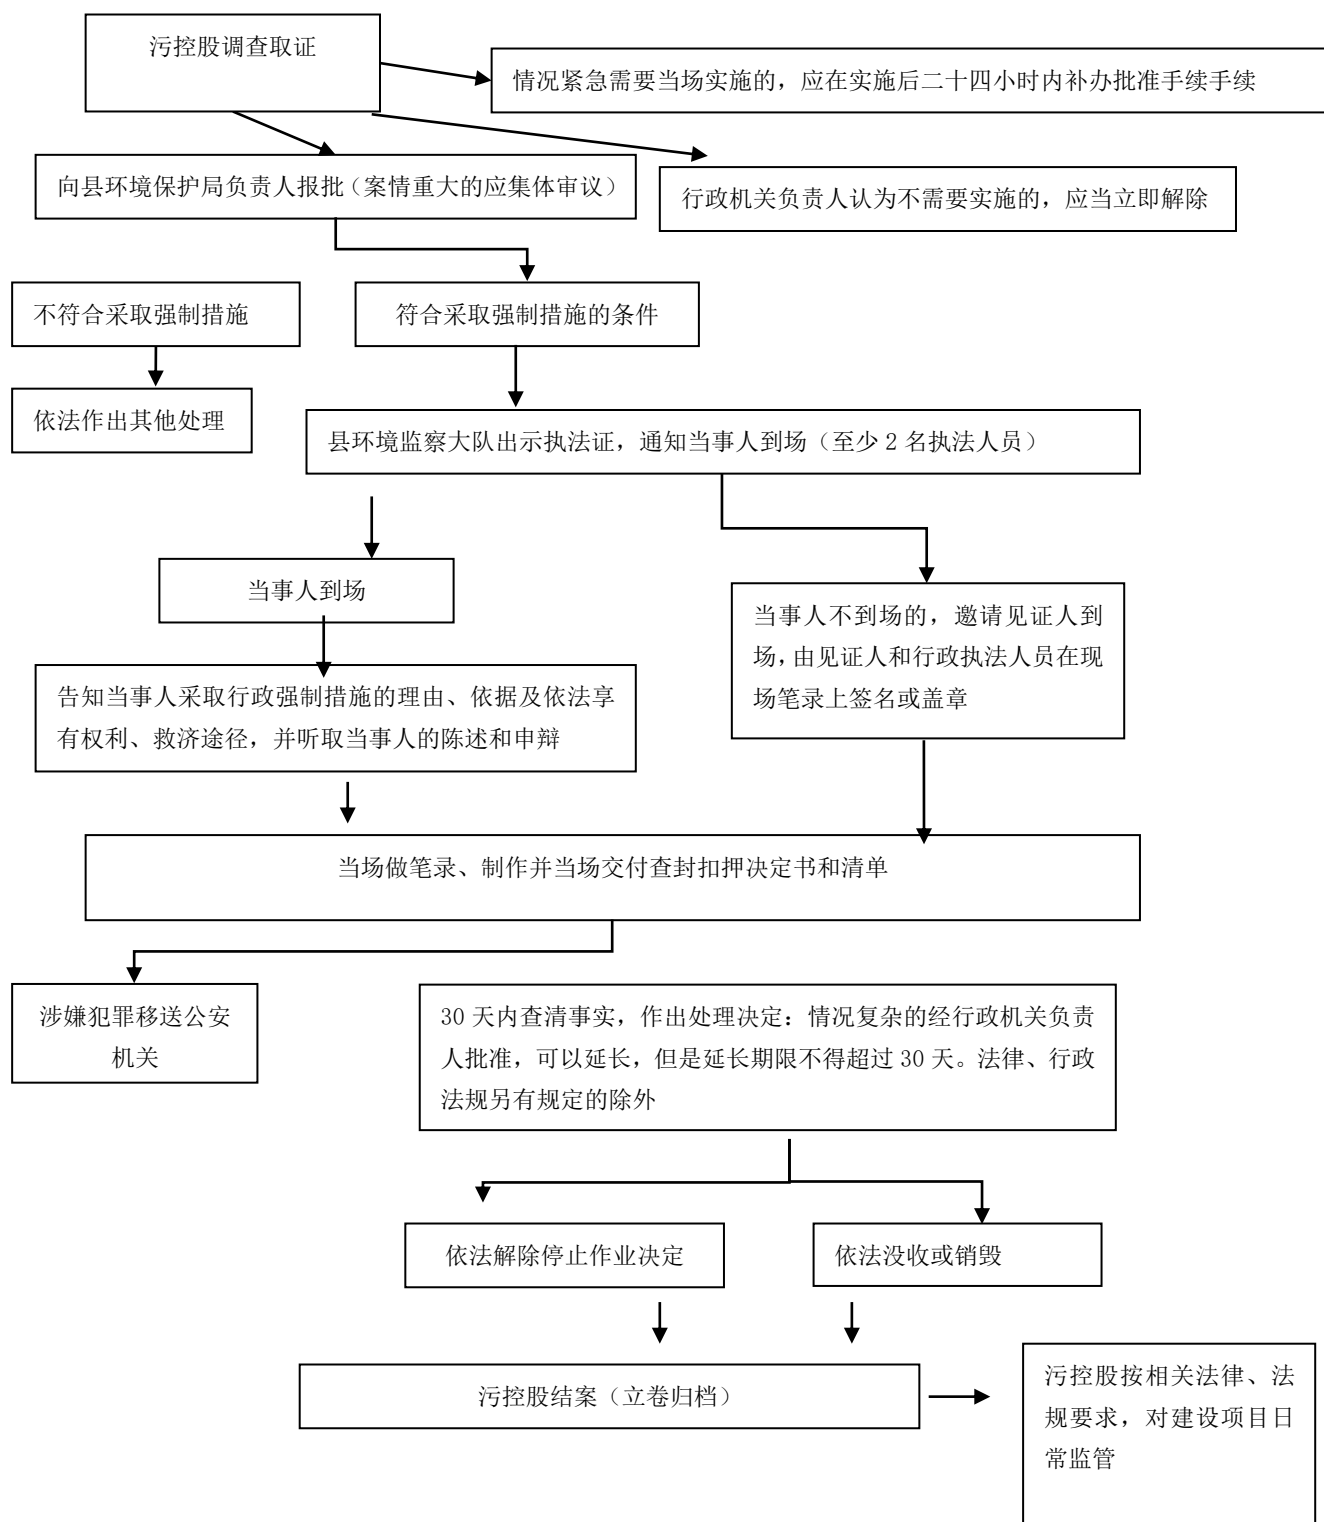 污控股调查取证
情况紧急需要当场实施的，应在实施后二十四小时内补办批准手续手续
向县环境保护局负责人报批（案情重大的应集体审议）
行政机关负责人认为不需要实施的，应当立即解除
不符合采取强制措施
符合采取强制措施的条件
依法作出其他处理
县环境监察大队出示执法证，通知当事人到场（至少 2 名执法人员）
当事人到场
当事人不到场的，邀请见证人到
场，由见证人和行政执法人员在现
场笔录上签名或盖章
告知当事人采取行政强制措施的理由、依据及依法享
有权利、救济途径，并听取当事人的陈述和申辩
当场做笔录、制作并当场交付查封扣押决定书和清单
涉嫌犯罪移送公安
机关
30 天内查清事实，作出处理决定：情况复杂的经行政机关负责
人批准，可以延长，但是延长期限不得超过 30 天。法律、行政
法规另有规定的除外
依法解除停止作业决定
依法没收或销毁
污控股结案（立卷归档）
污控股按相关法律、法
规要求，对建设项目日
常监管